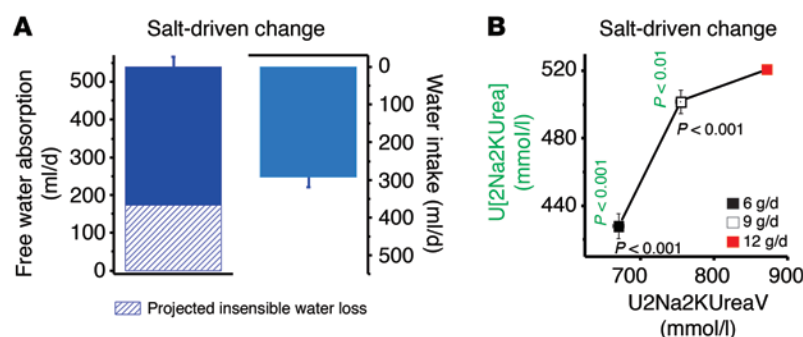 A
Salt-driven change
Free water absorption
(ml/d)
500
400
300
200
100
0
0
100
200
300
400
500
Water intake (ml/d)
Projected insensible water loss
B
Salt-driven change
U[2Na2KUrea]
(mmol/l)
520
480
440
P < 0.001
P < 0.01
P < 0.001
P < 0.001
6 g/d
9 g/d
12 g/d
700
800
900
U2Na2KUreaV
(mmol/l)